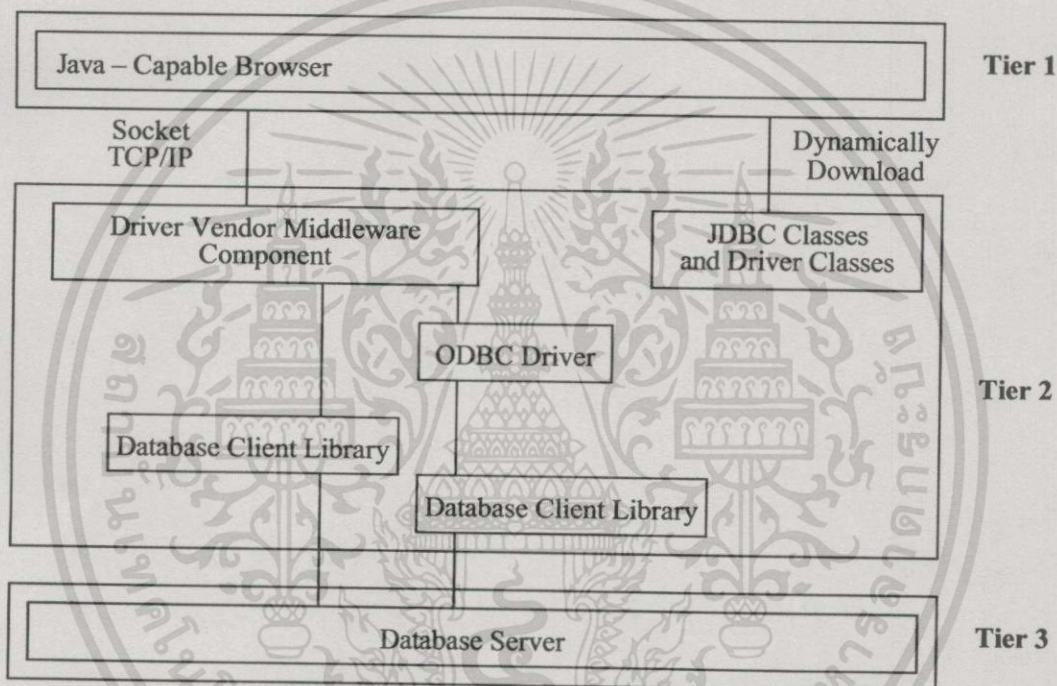 Java – Capable Browser
Tier 1
Socket
TCP/IP
Dynamically
Download
Driver Vendor Middleware
Component
JDBC Classes
and Driver Classes
ODBC Driver
Tier 2
Database Client Library
Database Client Library
Database Server
Tier 3